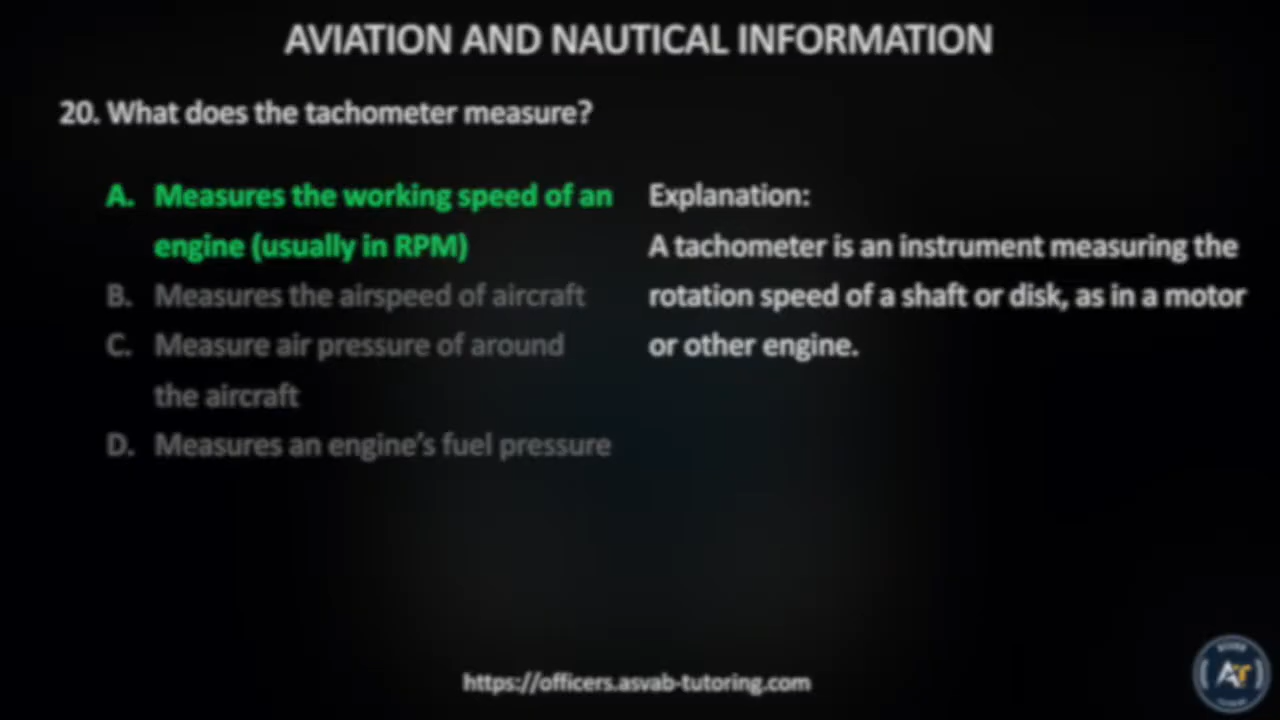 AVIATION AND NAUTICAL INFORMATION
20. What does the tachometer measure?
A. Measures the working speed of an
engine (usually in RPM)
B. Measures the airspeed of aircraft
C. Measure air pressure of around
the aircraft
D. Measures an engine's fuel pressure
Explanation:
A tachometer is an instrument measuring the
rotation speed of a shaft or disk, as in a motor
or other engine.
https://officers.asvab-tutoring.com
AT